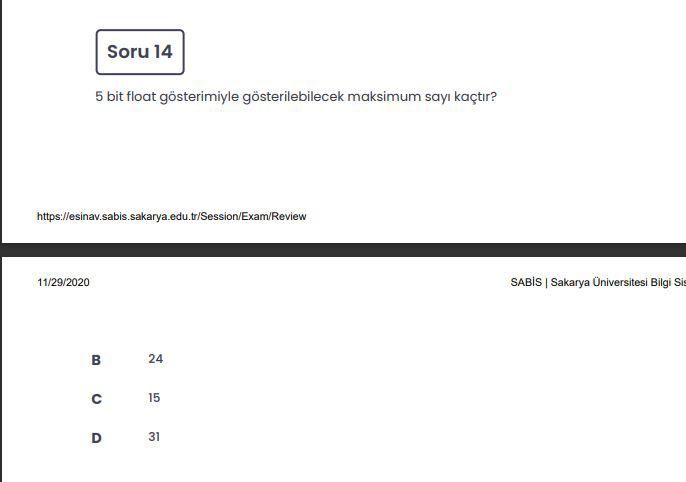 Soru 14
5 bit float gösterimiyle gösterilebilecek maksimum sayı kaçtır?
https://esinav.sabis.sakarya.edu.tr/Session/Exam/Review
11/29/2020 SABİS | Sakarya Üniversitesi Bilgi Sis
B 24
C 15
D 31